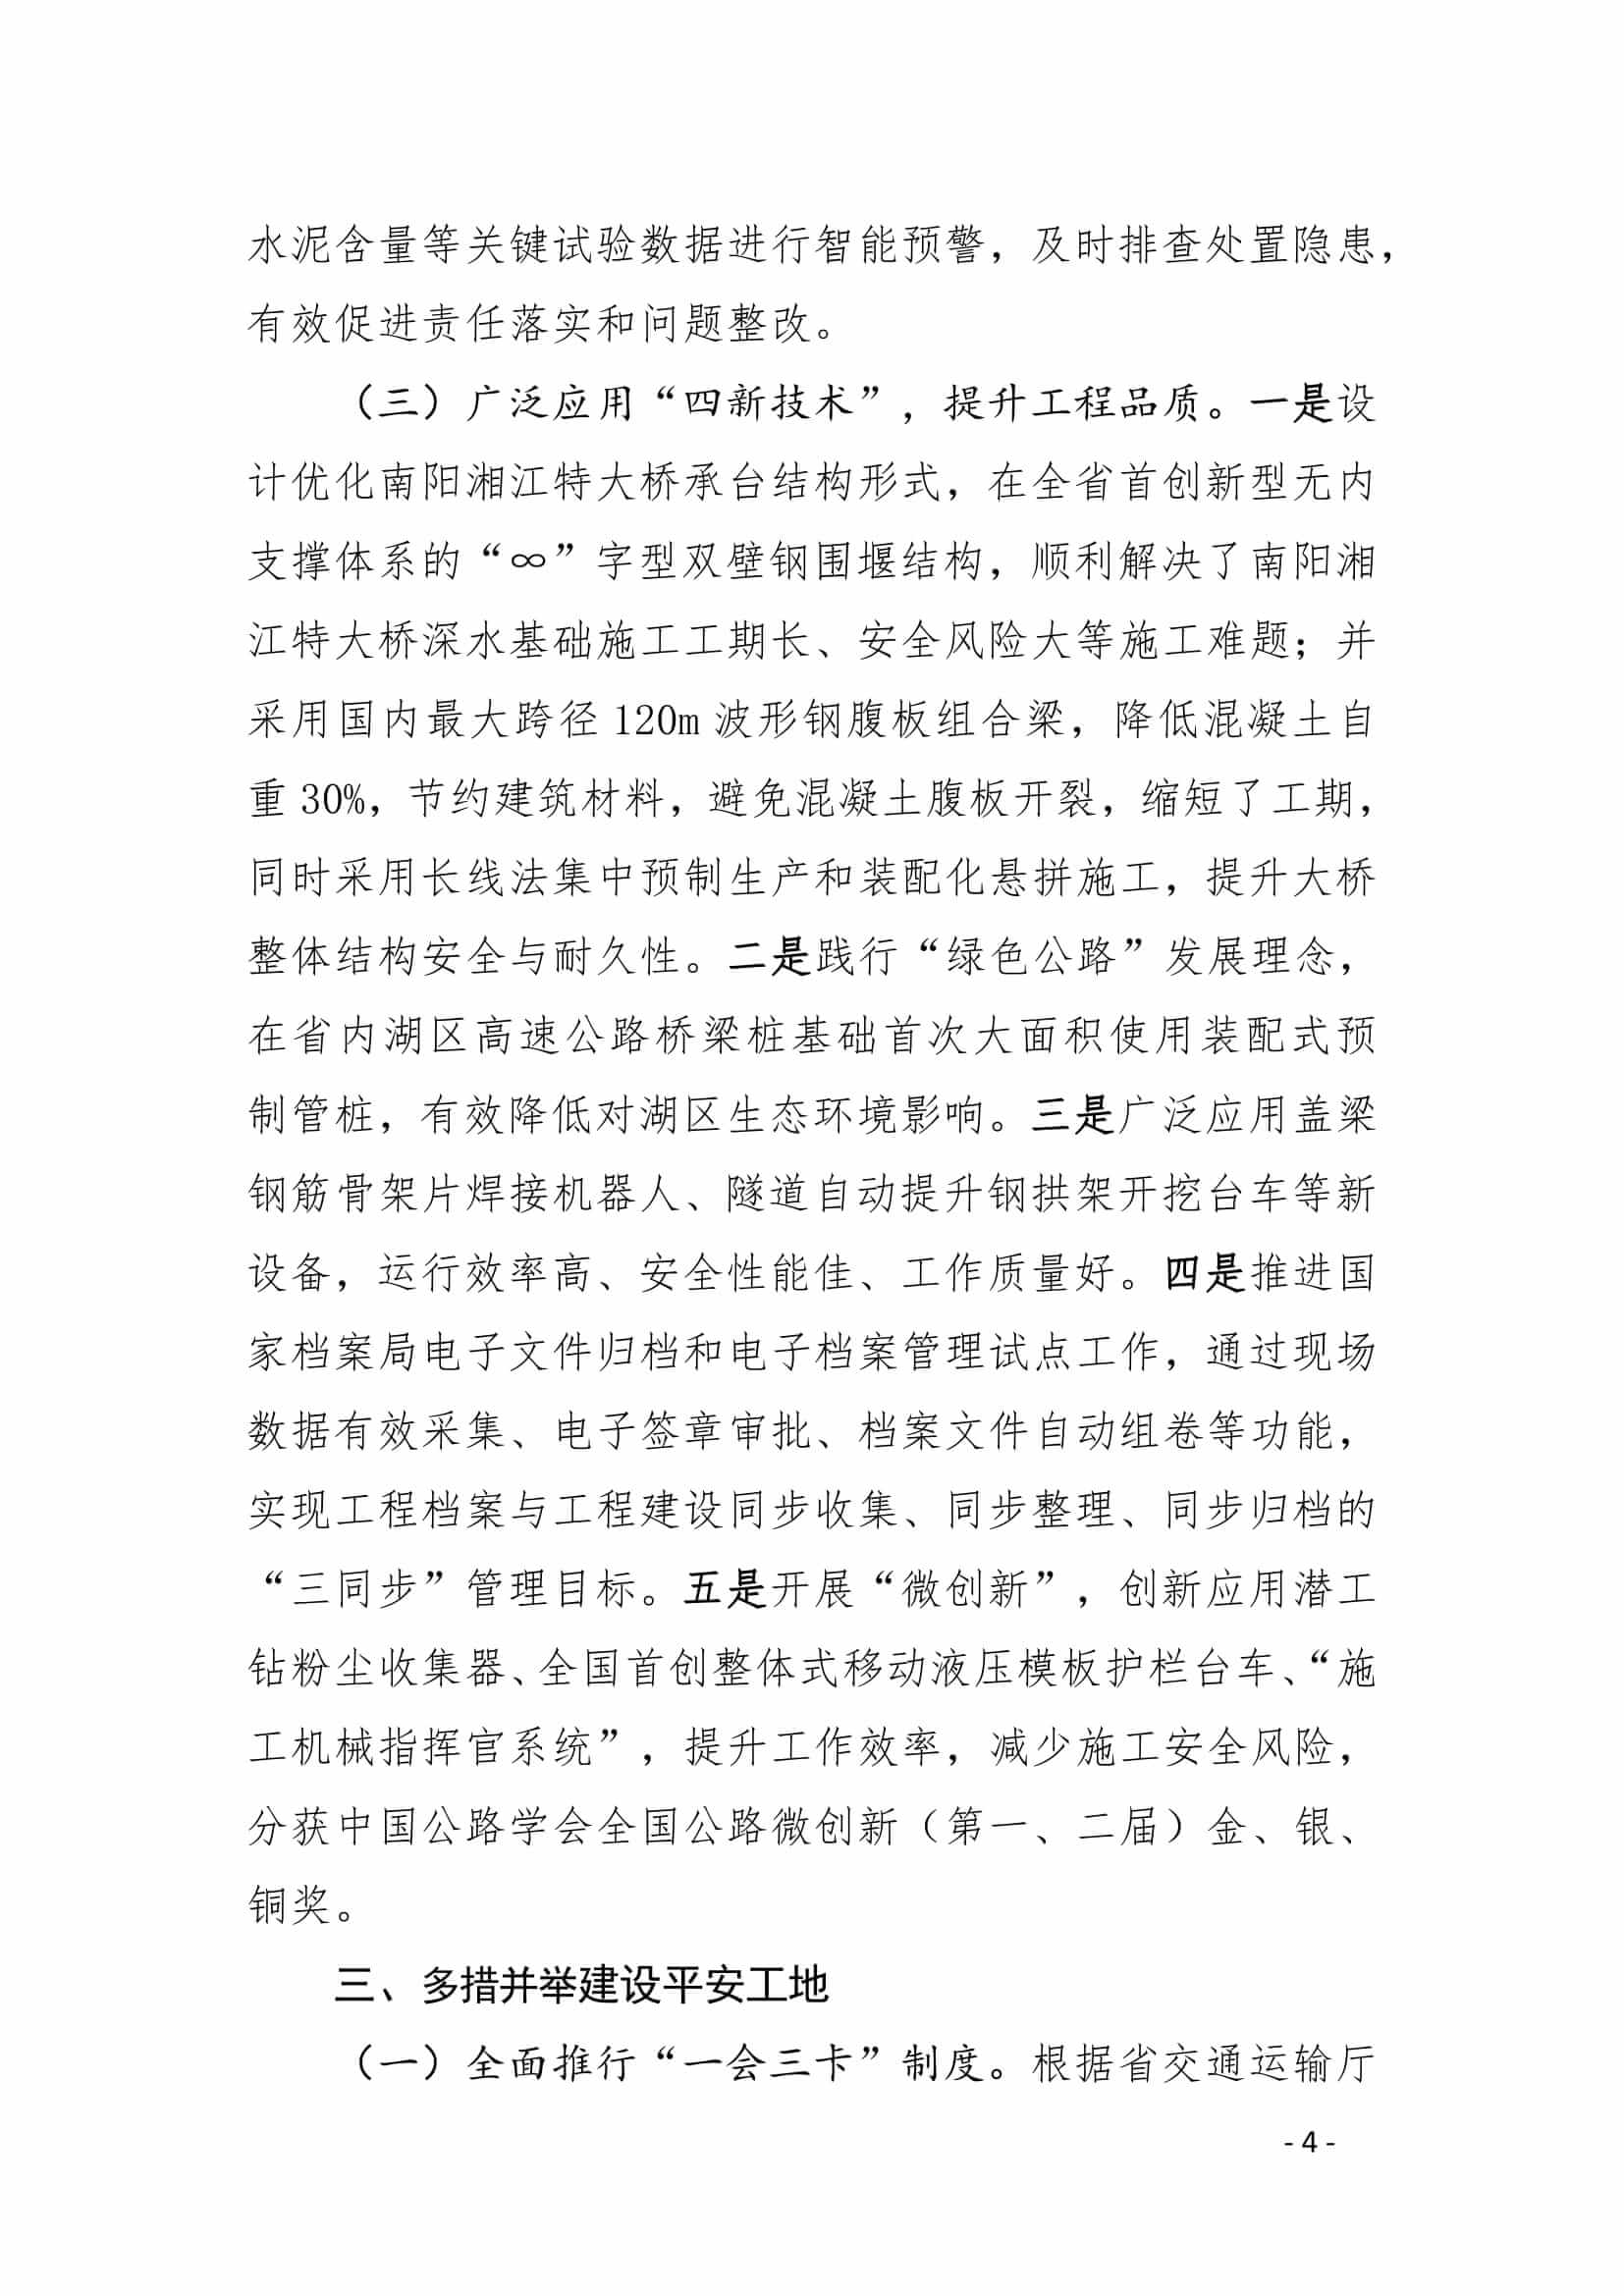 水泥含量等关键试验数据进行智能预警，及时排查处置隐患，
有效促进责任落实和问题整改。
（三）广泛应用“四新技术”，提升工程品质。一是设
计优化南阳湘江特大桥承台结构形式，在全省首创新型无内
支撑体系的“∞”字型双壁钢围堰结构，顺利解决了南阳湘
江特大桥深水基础施工工期长、安全风险大等施工难题；并
采用国内最大跨径 120m 波形钢腹板组合梁，降低混凝土自
重 30%，节约建筑材料，避免混凝土腹板开裂，缩短了工期，
同时采用长线法集中预制生产和装配化悬拼施工，提升大桥
整体结构安全与耐久性。二是践行“绿色公路”发展理念，
在省内湖区高速公路桥梁桩基础首次大面积使用装配式预
制管桩，有效降低对湖区生态环境影响。三是广泛应用盖梁
钢筋骨架片焊接机器人、隧道自动提升钢拱架开挖台车等新
设备，运行效率高、安全性能佳、工作质量好。四是推进国
家档案局电子文件归档和电子档案管理试点工作，通过现场
数据有效采集、电子签章审批、档案文件自动组卷等功能，
实现工程档案与工程建设同步收集、同步整理、同步归档的
“三同步”管理目标。五是开展“微创新”，创新应用潜工
钻粉尘收集器、全国首创整体式移动液压模板护栏台车、“施
工机械指挥官系统”，提升工作效率，减少施工安全风险，
分获中国公路学会全国公路微创新（第一、二届）金、银、
铜奖。
三、多措并举建设平安工地
（一）全面推行“一会三卡”制度。根据省交通运输厅
- 4 -